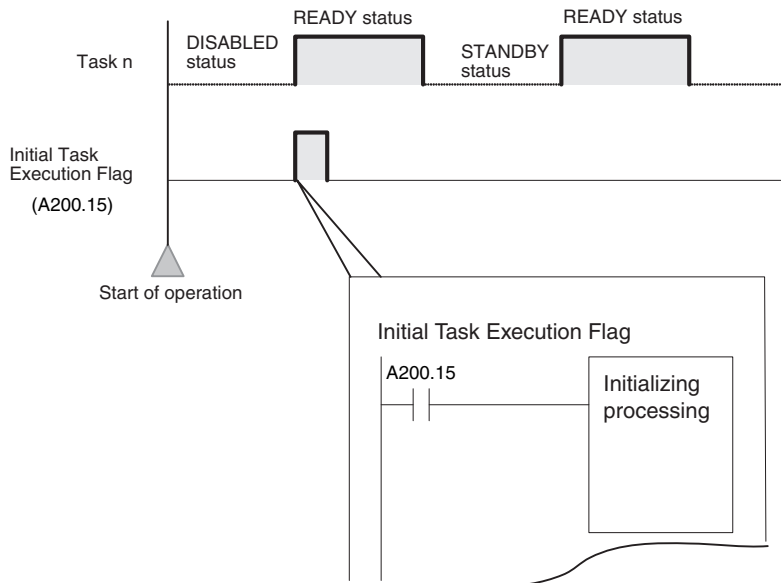 READY status
READY status
DISABLED
status
STANDBY
status
Task n
Initial Task
Execution Flag
(A200.15)
Start of operation
Initial Task Execution Flag
A200.15
Initializing
processing